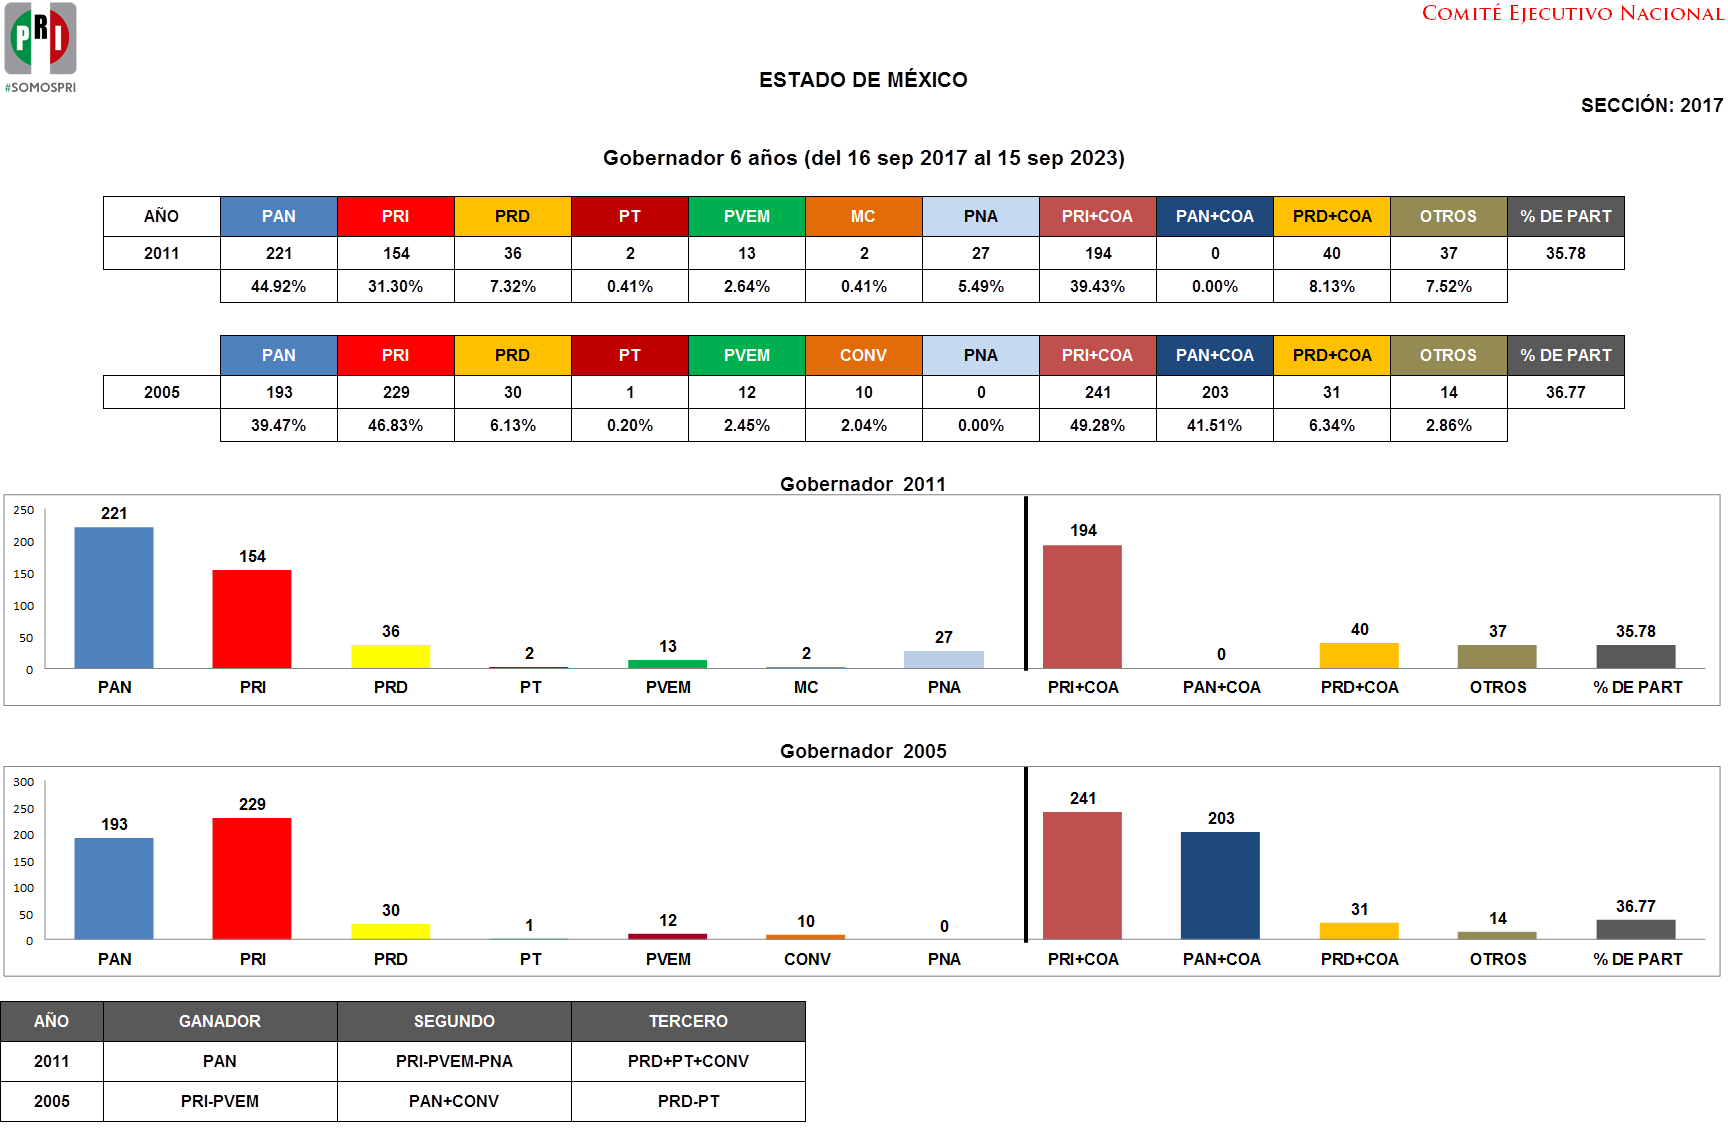 PRI
#SOMOSPRI
COMITÉ EJECUTIVO NACIONAL
ESTADO DE MÉXICO
SECCIÓN: 2017
Gobernador 6 años (del 16 sep 2017 al 15 sep 2023)
AÑO PAN PRI PRD PT PVEM MC PNA PRI+COA PAN+COA PRD+COA OTROS % DE PART
2011 221 154 36 2 13 2 27 194 0 40 37 35.78
44.92% 31.30% 7.32% 0.41% 2.64% 0.41% 5.49% 39.43% 0.00% 8.13% 7.52%
PAN PRI PRD PT PVEM CONV PNA PRI+COA PAN+COA PRD+COA OTROS % DE PART
2005 193 229 30 1 12 10 0 241 203 31 14 36.77
39.47% 46.83% 6.13% 0.20% 2.45% 2.04% 0.00% 49.28% 41.51% 6.34% 2.86%
Gobernador 2011
250
200
150
100
50
0
221 154 36 2 13 2 27 194 0 40 37 35.78
PAN PRI PRD PT PVEM MC PNA PRI+COA PAN+COA PRD+COA OTROS % DE PART
Gobernador 2005
300
250
200
150
100
50
0
193 229 30 1 12 10 0 241 203 31 14 36.77
PAN PRI PRD PT PVEM CONV PNA PRI+COA PAN+COA PRD+COA OTROS % DE PART
AÑO GANADOR SEGUNDO TERCERO
2011 PAN PRI-PVEM-PNA PRD+PT+CONV
2005 PRI-PVEM PAN+CONV PRD-PT